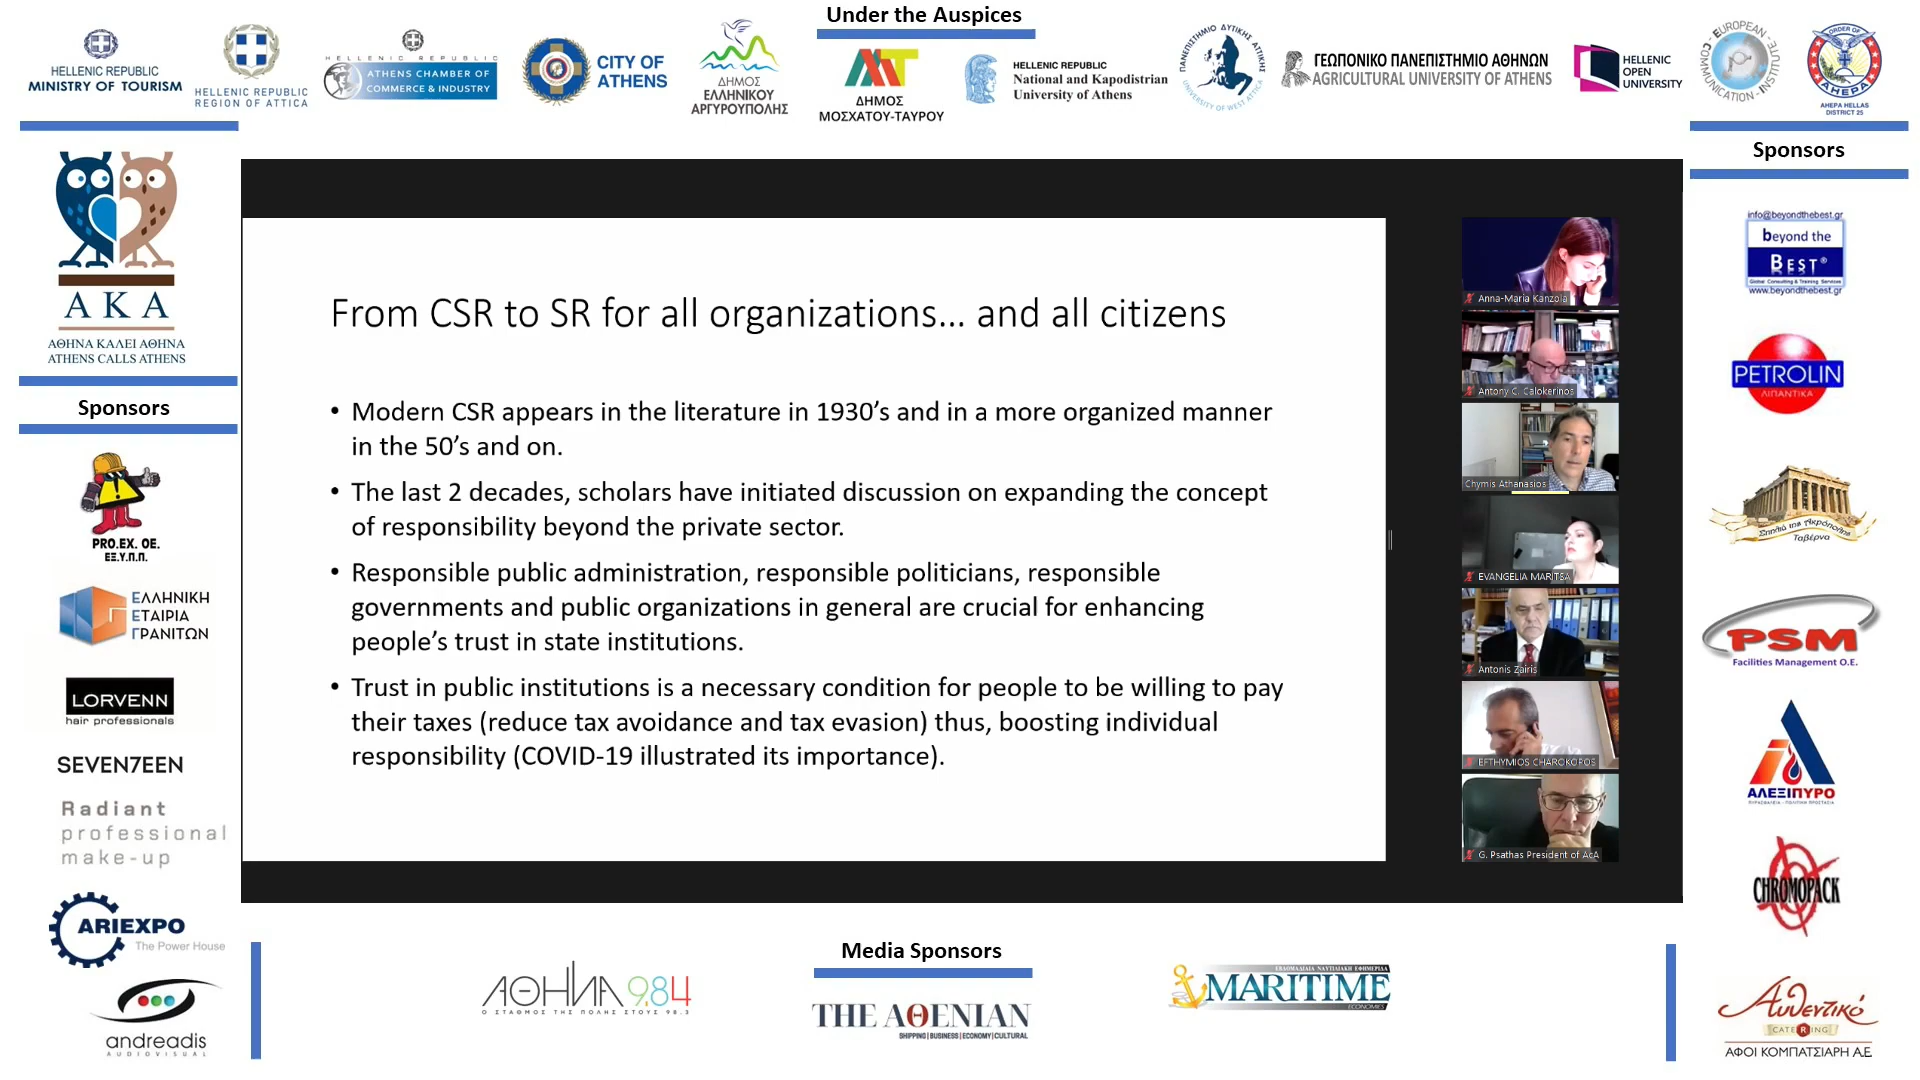 Under the Auspices
HELLENIC REPUBLIC
MINISTRY OF TOURISM
HELLENIC REPUBLIC
REGION OF ATTICA
HELLENIC REPUBLIC
ATHENS CHAMBER OF
COMMERCE & INDUSTRY
CITY OF
ATHENS
ΔΗΜΟΣ
ΕΛΛΗΝΙΚΟΥ
ΑΡΓΥΡΟΥΠΟΛΗΣ
ΔΗΜΟΣ
ΜΟΣΧΑΤΟΥ-ΤΑΥΡΟΥ
HELLENIC REPUBLIC
National and Kapodistrian
University of Athens
ΠΑΝΕΠΙΣΤΗΜΙΟ ΔΥΤΙΚΗΣ ΑΤΤΙΚΗΣ
UNIVERSITY OF WEST ATTICA
ΓΕΩΠΟΝΙΚΟ ΠΑΝΕΠΙΣΤΗΜΙΟ ΑΘΗΝΩΝ
AGRICULTURAL UNIVERSITY OF ATHENS
HELLENIC
OPEN
UNIVERSITY
EUROPEAN-
COMMUNICATION-
INSTITUTE
ORDER OF
AHEPA
AHEPA HELLAS
DISTRICT 25
ΑΚΑ
ΑΘΗΝΑ ΚΑΛΕΙ ΑΘΗΝΑ
ATHENS CALLS ATHENS
Sponsors
PRO.EX. OE.
ΕΞ.Υ.Π.Π.
ΕΛΛΗΝΙΚΗ
ΕΤΑΙΡΙΑ
ΓΡΑΝΙΤΩΝ
LORVENN
hair professionals
SEVEN7EEN
Radiant
professional
make-up
ARIEXPO
The Power House
andreadis
AUDIOVISUAL
From CSR to SR for all organizations… and all citizens
• Modern CSR appears in the literature in 1930's and in a more organized manner
in the 50's and on.
• The last 2 decades, scholars have initiated discussion on expanding the concept
of responsibility beyond the private sector.
• Responsible public administration, responsible politicians, responsible
governments and public organizations in general are crucial for enhancing
people's trust in state institutions.
• Trust in public institutions is a necessary condition for people to be willing to pay
their taxes (reduce tax avoidance and tax evasion) thus, boosting individual
responsibility (COVID-19 illustrated its importance).
Anna-Maria Kanzola
Antony C. Calokerinos
Chymis Athanasios
EVANGELIA MARITSA
Antonis Zairis
EFTHYMIOS CHAROKOPOS
G. Psathas President of AcA
Sponsors
info@beyondthebest.gr
beyond the
BEST®
Global Consulting & Training Services
www.beyondthebest.gr
PETROLIN
ΛΙΠΑΝΤΙΚΑ
Σπηλιά της Ακρόπολης
Ταβέρνα
PSM
Facilities Management O.E.
ΑΛΕΞΙΠΥΡΟ
ΠΥΡΑΣΦΑΛΕΙΑ - ΠΟΛΙΤΙΚΗ ΠΡΟΣΤΑΣΙΑ
CHROMOPACK
Αυθεντικό
CATERING
ΑΦΟΙ ΚΟΜΠΑΤΣΙΑΡΗ Α.Ε
Media Sponsors
ΑΘΗΝΑ 9,84
Ο ΣΤΑΘΜΟΣ ΤΗΣ ΠΟΛΗΣ ΣΤΟΥΣ 98.3
THE AΘENIAN
SHIPPING|BUSINESS|ECONOMY|CULTURAL
ΕΒΔΟΜΑΔΙΑΙΑ ΝΑΥΤΙΛΙΑΚΗ ΕΦΗΜΕΡΙΔΑ
MARITIME
ECONOMIES